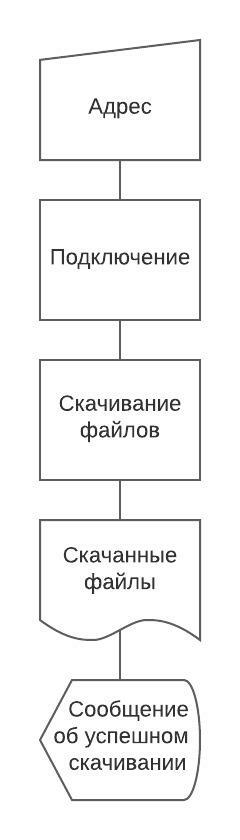 Адрес
Подключение
Скачивание
файлов
Скачанные
файлы
Сообщение
об успешном
скачивании